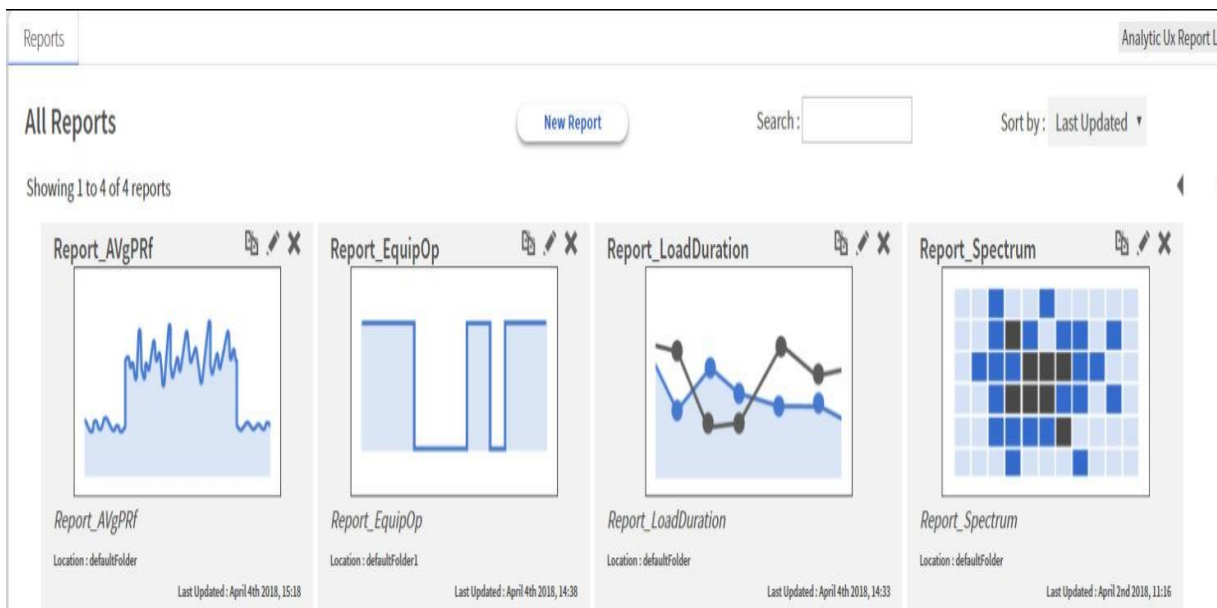 Reports
Analytic Ux Report L
All Reports
New Report
Search :
Sort by : Last Updated
Showing 1 to 4 of 4 reports
Report_AVgPRf
Report_EquipOp
Report_LoadDuration
Report_Spectrum
Report_AVgPRf
Report_EquipOp
Report_LoadDuration
Report_Spectrum
Location : defaultFolder
Location : defaultFolder1
Location : defaultFolder
Location : defaultFolder
Last Updated : April 4th 2018, 15:18
Last Updated : April 4th 2018, 14:38
Last Updated : April 4th 2018, 14:33
Last Updated : April 2nd 2018, 11:16